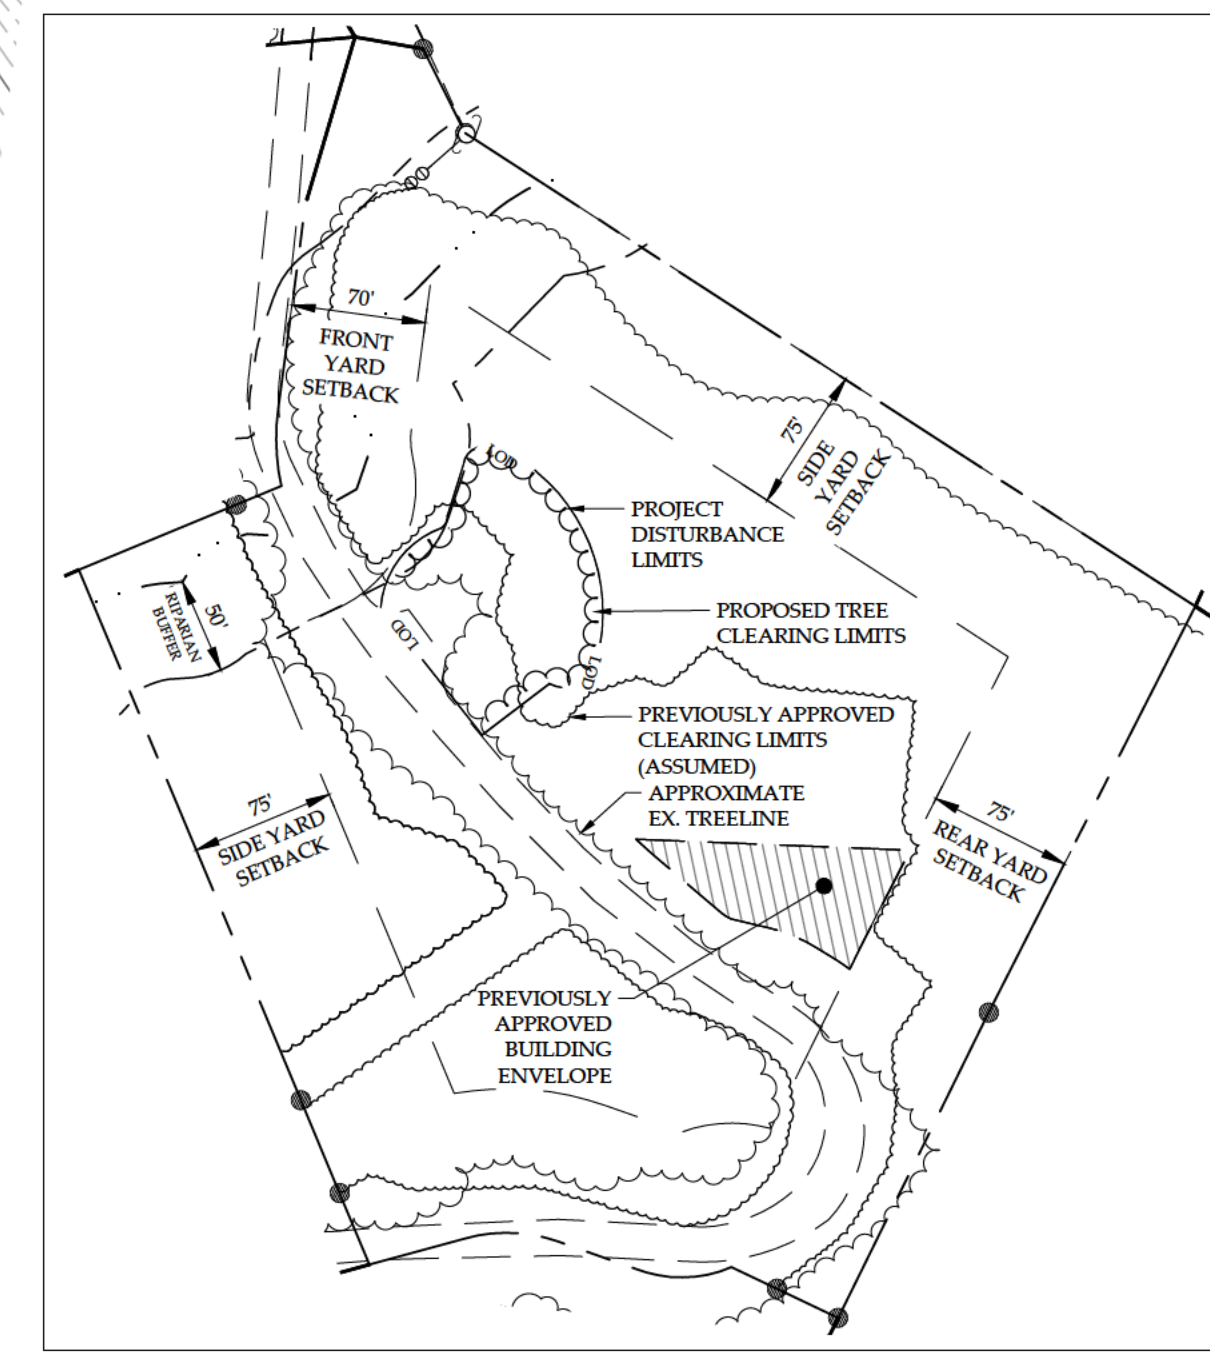 70'
FRONT
YARD
SETBACK
75'
SIDE
YARD
SETBACK
LOD
PROJECT
DISTURBANCE
LIMITS
PROPOSED TREE
CLEARING LIMITS
50'
RIPARIAN
BUFFER
LOD
LOD
PREVIOUSLY APPROVED
CLEARING LIMITS
(ASSUMED)
APPROXIMATE
EX. TREELINE
75'
SIDE YARD
SETBACK
75'
REAR YARD
SETBACK
PREVIOUSLY
APPROVED
BUILDING
ENVELOPE